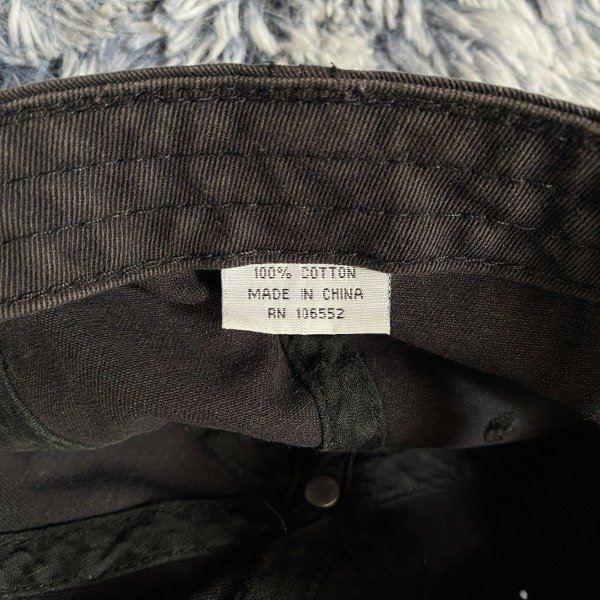 100% COTTON
MADE IN CHINA
RN 106552